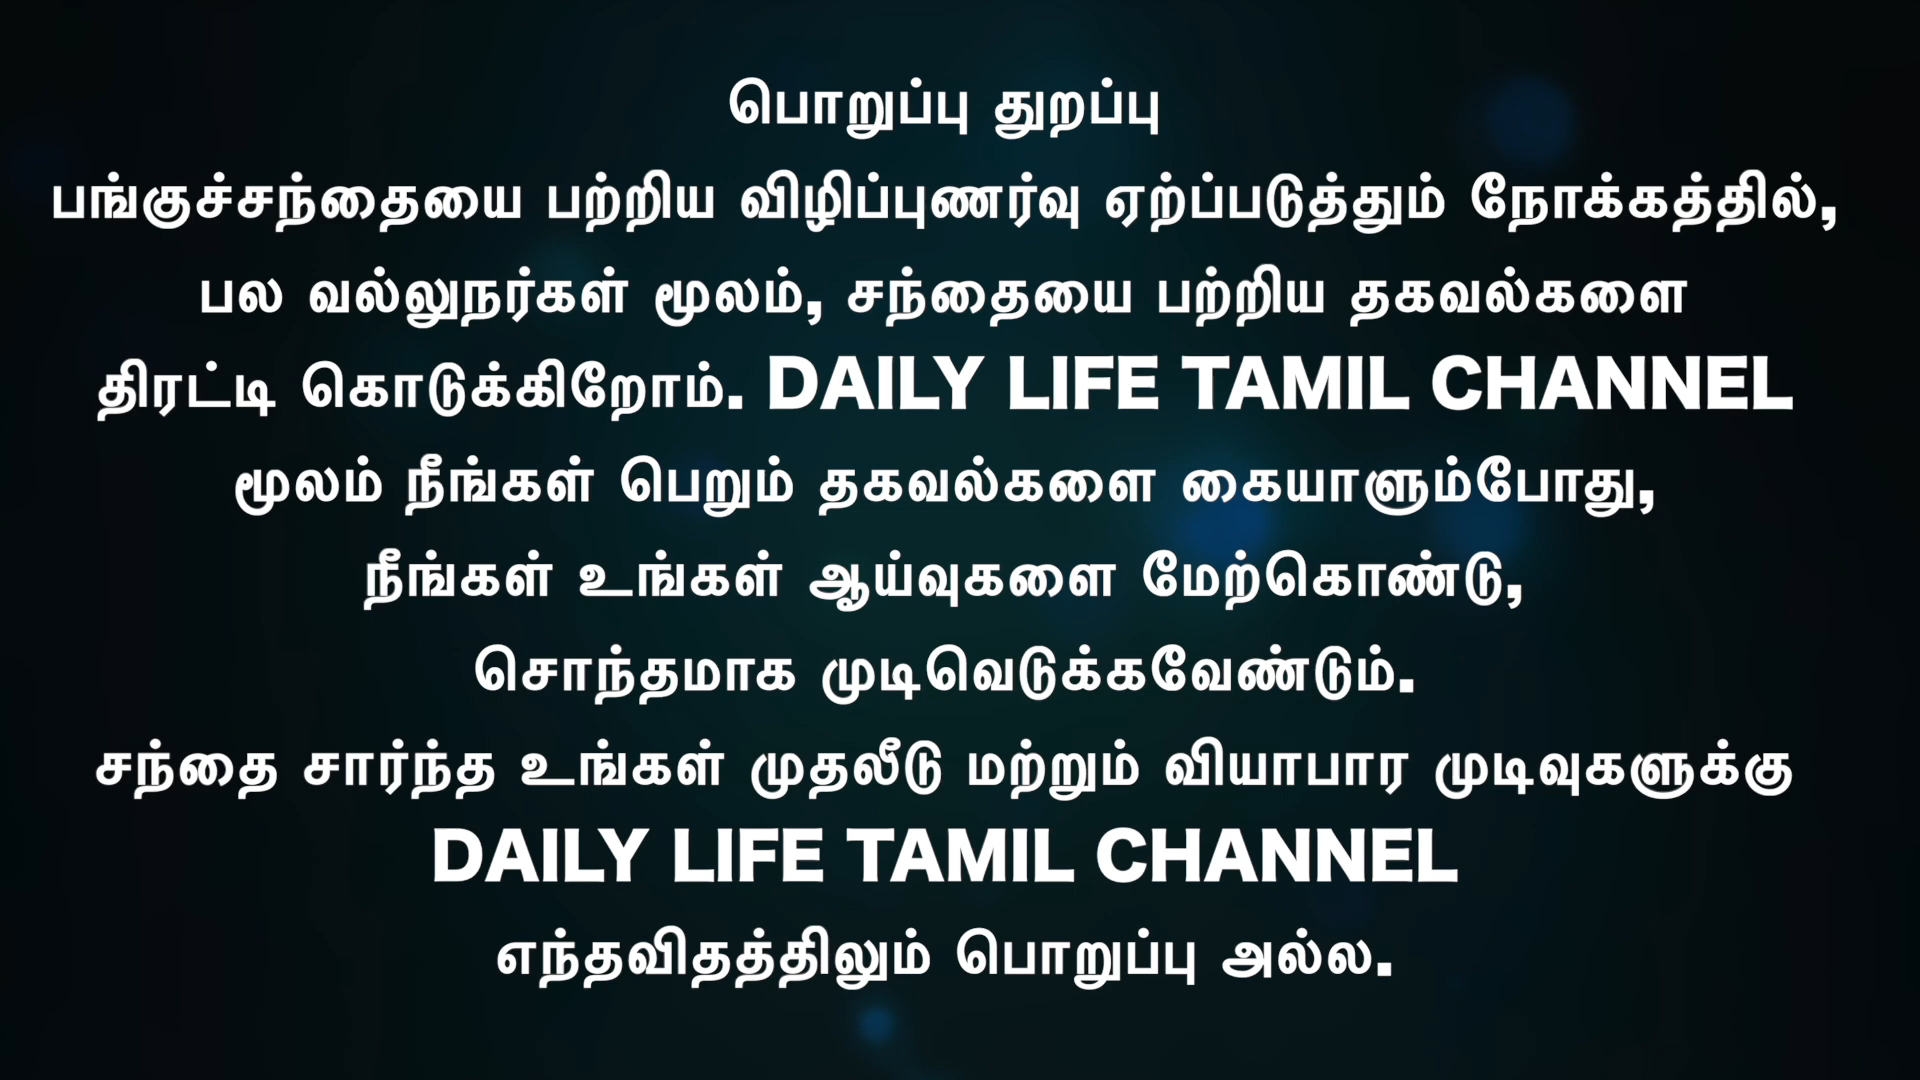 பொறுப்பு துறப்பு
பங்குச்சந்தையை பற்றிய விழிப்புணர்வு ஏற்ப்படுத்தும் நோக்கத்தில்,
பல வல்லுநர்கள் மூலம், சந்தையை பற்றிய தகவல்களை
திரட்டி கொடுக்கிறோம். DAILY LIFE TAMIL CHANNEL
மூலம் நீங்கள் பெறும் தகவல்களை கையாளும்போது,
நீங்கள் உங்கள் ஆய்வுகளை மேற்கொண்டு,
சொந்தமாக முடிவெடுக்கவேண்டும்.
சந்தை சார்ந்த உங்கள் முதலீடு மற்றும் வியாபார முடிவுகளுக்கு
DAILY LIFE TAMIL CHANNEL
எந்தவிதத்திலும் பொறுப்பு அல்ல.